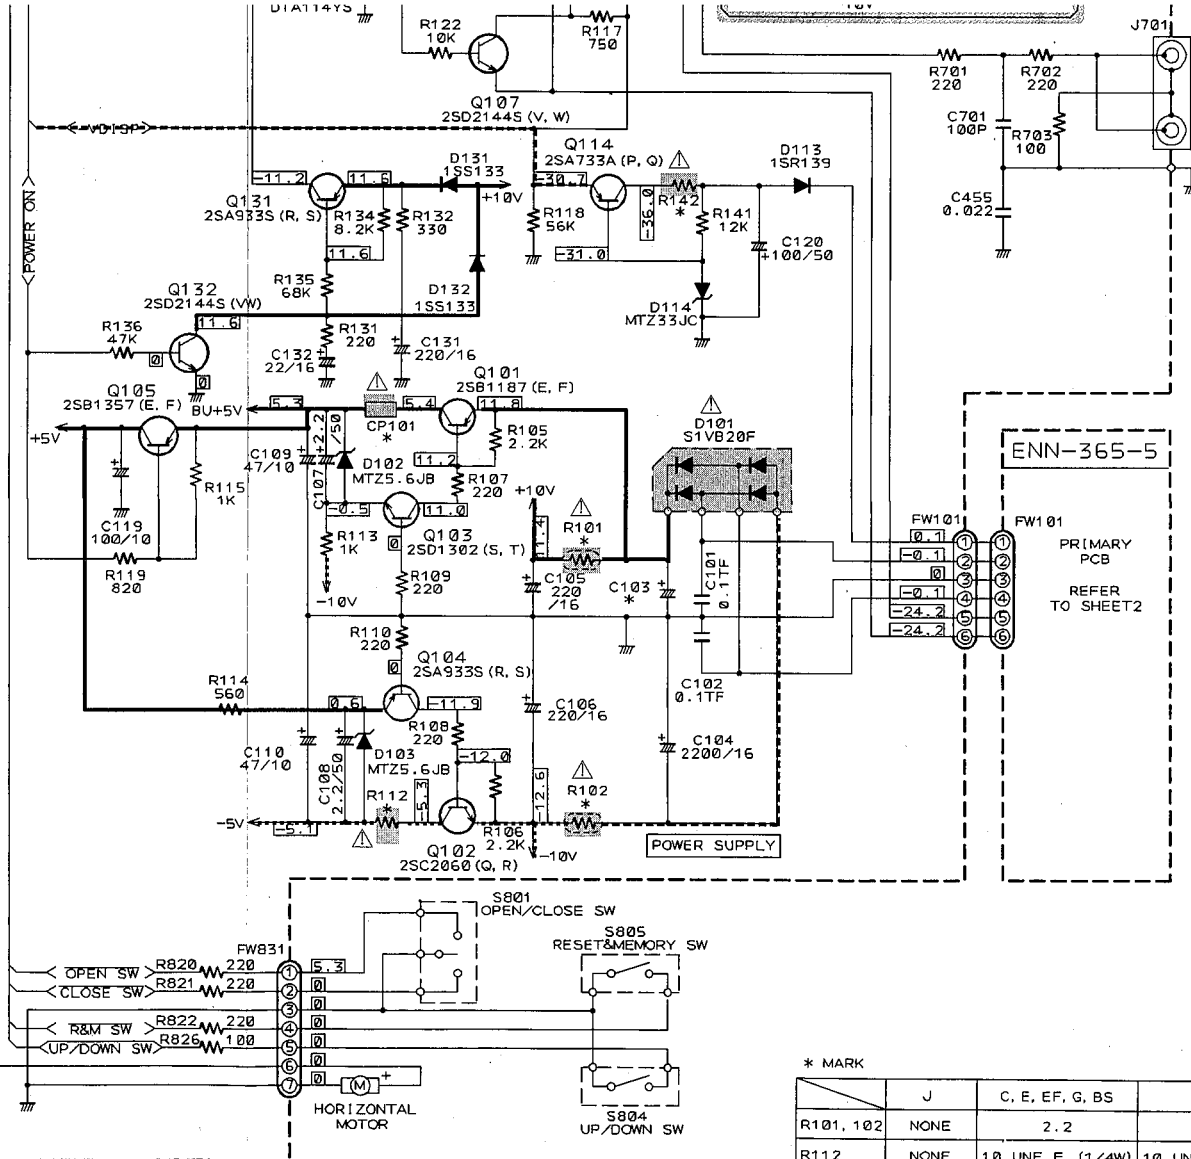 DTA114YS
R122
10K
R117
750
10V
J701
R701
220
R702
220
Q107
2SD2144S (V, W)
C701
100P
R703
100
VDISP
Q114
2SA733A (P, Q)
D113
1SR139
D131
1SS133
-11.2
11.6
+10V
-30.7
R142
*
-36.0
Q131
2SA933S (R, S)
R134
8.2K
R132
330
R118
56K
R141
12K
C120
+100/50
C455
0.022
POWER ON
11.6
-31.0
R135
68K
D132
1SS133
D114
MTZ33JC
Q132
2SD2144S (VW)
11.6
R136
47K
R131
220
C132
22/16
C131
220/16
0
0
Q105
2SB1357 (E, F)
BU+5V
5.3
5.4
Q101
2SB1187 (E, F)
11.8
+5V
CP101
*
R105
2.2K
D101
S1VB20F
ENN-365-5
C109
47/10
C107
2.2
/50
D102
MTZ5.6JB
11.2
R107
220
R115
1K
-0.5
11.0
+10V
11.4
R101
*
C119
100/10
R113
1K
0
Q103
2SD1302 (S, T)
FW101
FW101
0.1
1
1
PRIMARY
PCB
-0.1
2
2
R119
820
R109
220
-10V
C105
220
/16
C103
*
C101
0.1TF
0
3
3
REFER
TO SHEET2
-0.1
4
4
-24.2
5
5
-24.2
6
6
R110
220
0
Q104
2SA933S (R, S)
R114
560
0.6
-11.9
C102
0.1TF
C106
220/16
R108
220
C110
47/10
C108
2.2/50
D103
MTZ5.6JB
-12.0
C104
2200/16
R112
*
-5.3
-12.6
R102
*
-5V
-5.1
R106
2.2K
-10V
POWER SUPPLY
Q102
2SC2060 (Q, R)
S801
OPEN/CLOSE SW
S805
RESET&MEMORY SW
FW831
OPEN SW
R820
220
1
5.3
CLOSE SW
R821
220
2
0
3
0
R&M SW
R822
220
4
0
UP/DOWN SW
R826
100
5
0
6
0
7
0
M
+
HORIZONTAL
MOTOR
S804
UP/DOWN SW
* MARK
J
C, E, EF, G, BS
R101, 102
NONE
2.2
R112
NONE
10 UNF F (1/4W)
10 UN